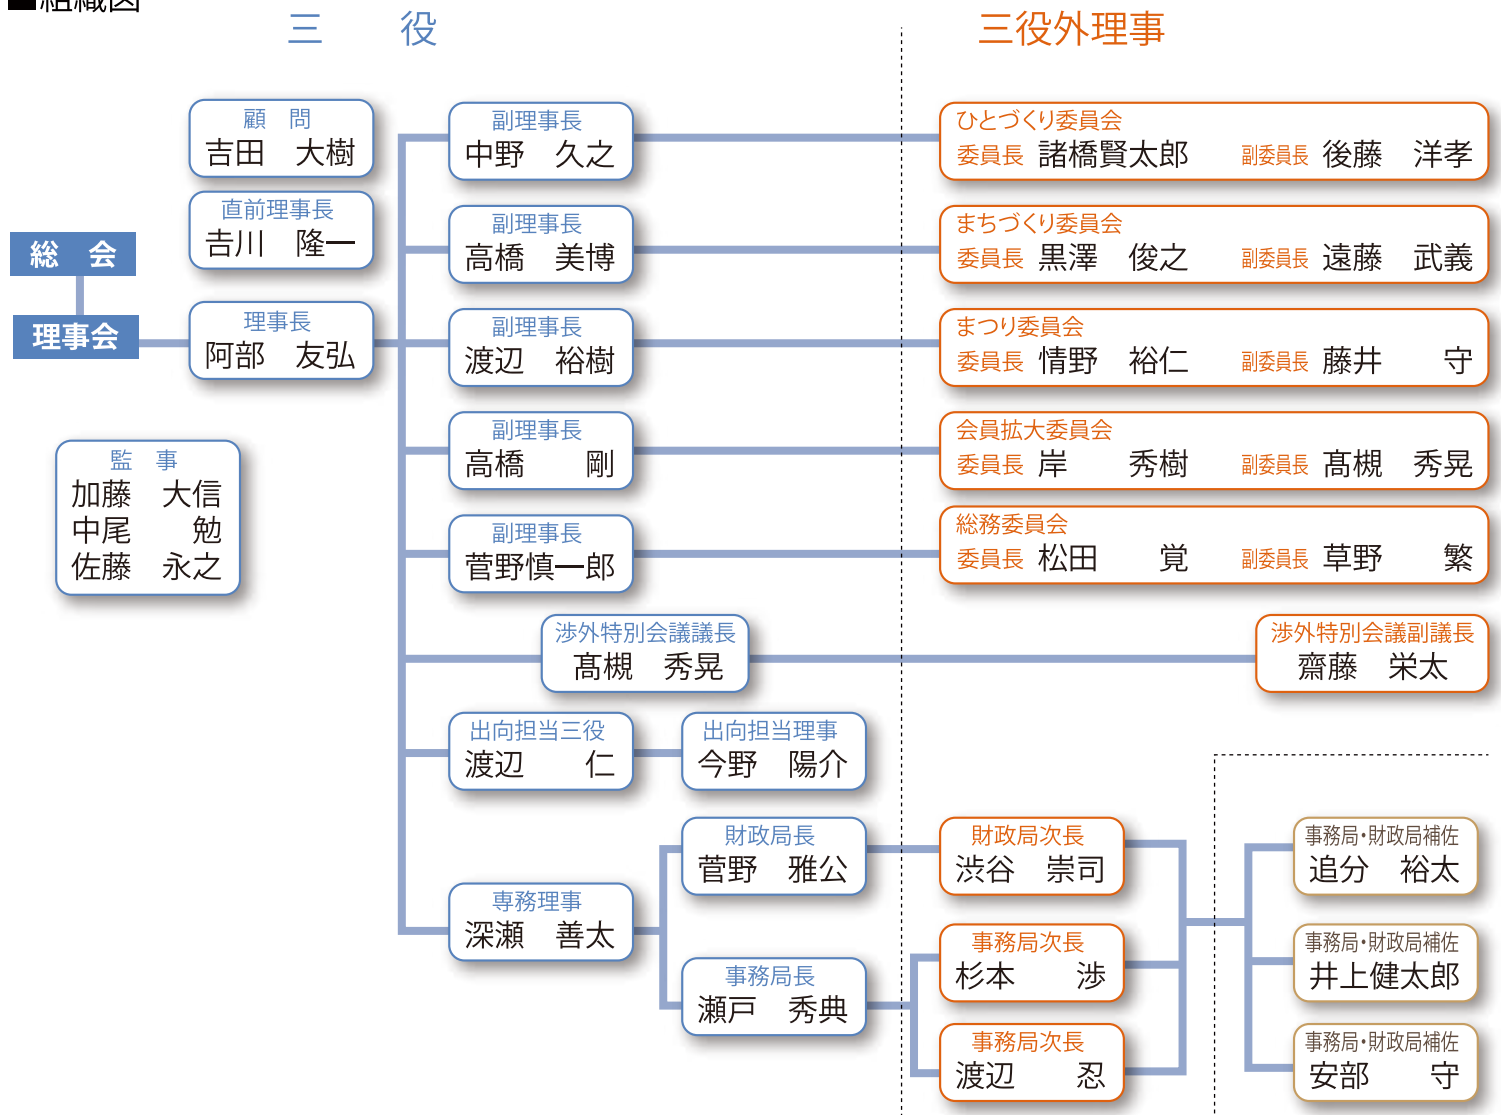 ■組織図
三　役
三役外理事
総　会
理事会
顧　問
吉田　大樹
直前理事長
吉川　隆一
理事長
阿部　友弘
監　事
加藤　大信
中尾　　勉
佐藤　永之
副理事長
中野　久之
ひとづくり委員会
委員長 諸橋賢太郎 副委員長 後藤　洋孝
副理事長
高橋　美博
まちづくり委員会
委員長 黒澤　俊之 副委員長 遠藤　武義
副理事長
渡辺　裕樹
まつり委員会
委員長 情野　裕仁 副委員長 藤井　　守
副理事長
高橋　　剛
会員拡大委員会
委員長 岸　　秀樹 副委員長 髙槻　秀晃
副理事長
菅野慎一郎
総務委員会
委員長 松田　　覚 副委員長 草野　　繁
渉外特別会議議長
髙槻　秀晃
渉外特別会議副議長
齋藤　栄太
出向担当三役
渡辺　　仁
出向担当理事
今野　陽介
専務理事
深瀬　善太
財政局長
菅野　雅公
事務局長
瀬戸　秀典
財政局次長
渋谷　崇司
事務局次長
杉本　　渉
事務局次長
渡辺　　忍
事務局・財政局補佐
追分　裕太
事務局・財政局補佐
井上健太郎
事務局・財政局補佐
安部　　守